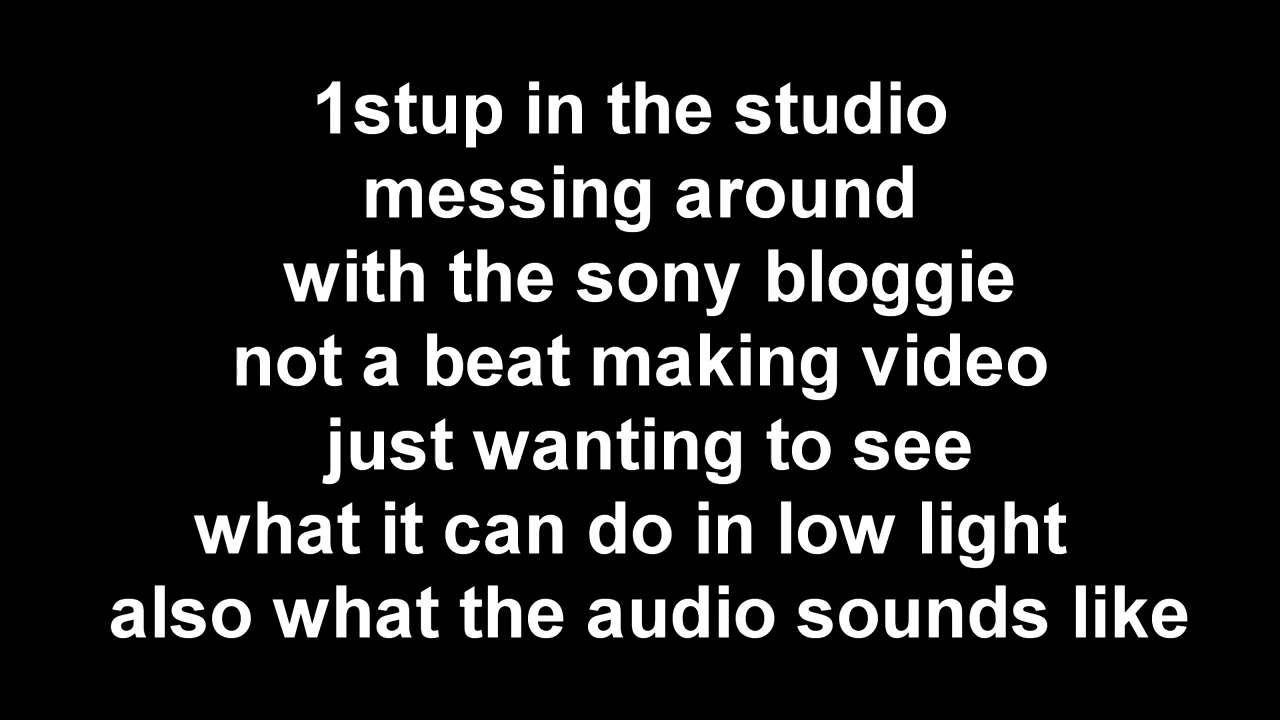 1stup in the studio
messing around
with the sony bloggie
not a beat making video
just wanting to see
what it can do in low light
also what the audio sounds like